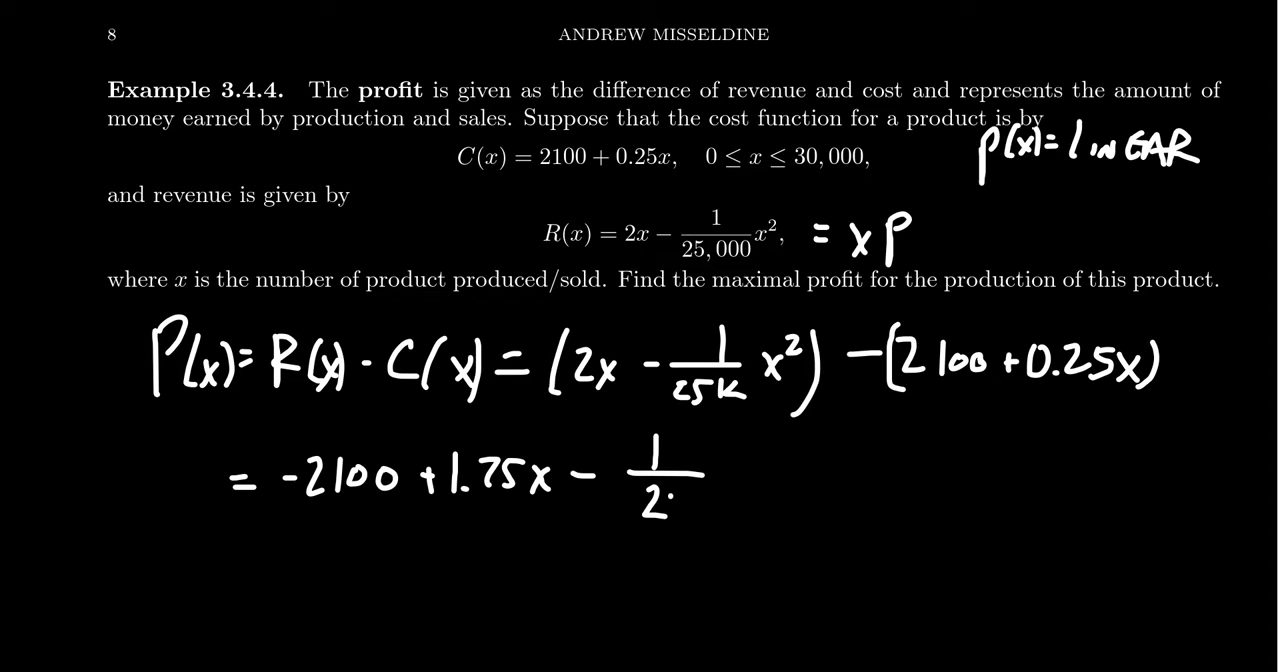 8 ANDREW MISSELDINE
Example 3.4.4. The profit is given as the difference of revenue and cost and represents the amount of
money earned by production and sales. Suppose that the cost function for a product is by
C(x) = 2100 + 0.25x, 0 ≤ x ≤ 30,000,
p(x) = LINEAR
and revenue is given by
R(x) = 2x − \frac{1}{25,000} x², = x p
where x is the number of product produced/sold. Find the maximal profit for the production of this product.
P(x) = R(x) - C(x) = (2x - \frac{1}{25K} x²) - (2100 + 0.25x)
= -2100 + 1.75x - \frac{1}{2}